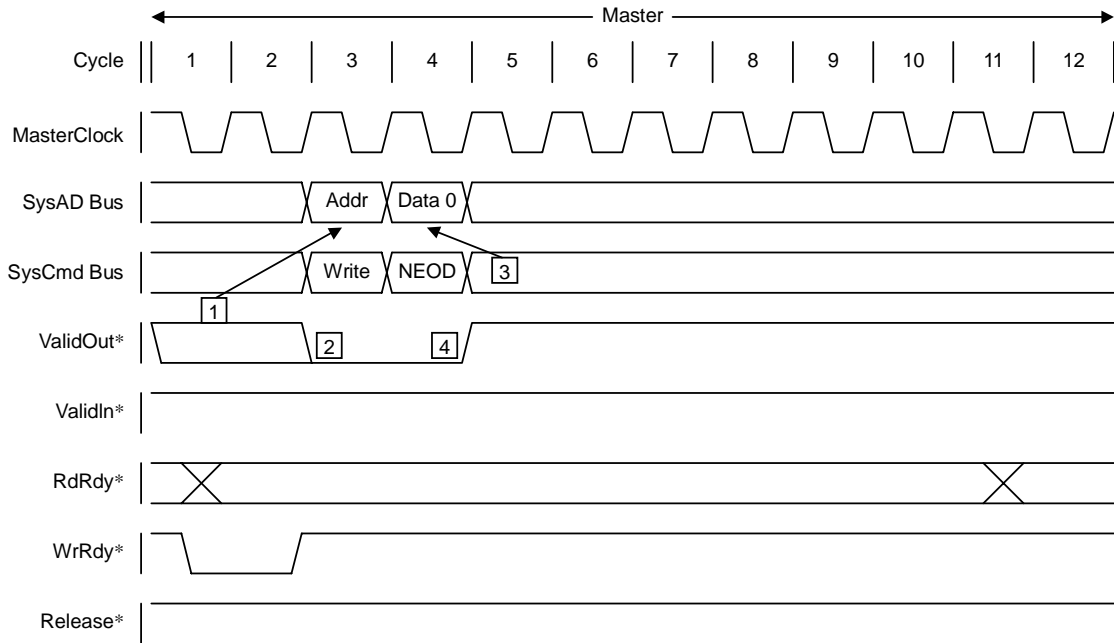 Master
Cycle 1 2 3 4 5 6 7 8 9 10 11 12
MasterClock
SysAD Bus Addr Data 0
SysCmd Bus Write NEOD 3
1
ValidOut* 2 4
ValidIn*
RdRdy*
WrRdy*
Release*